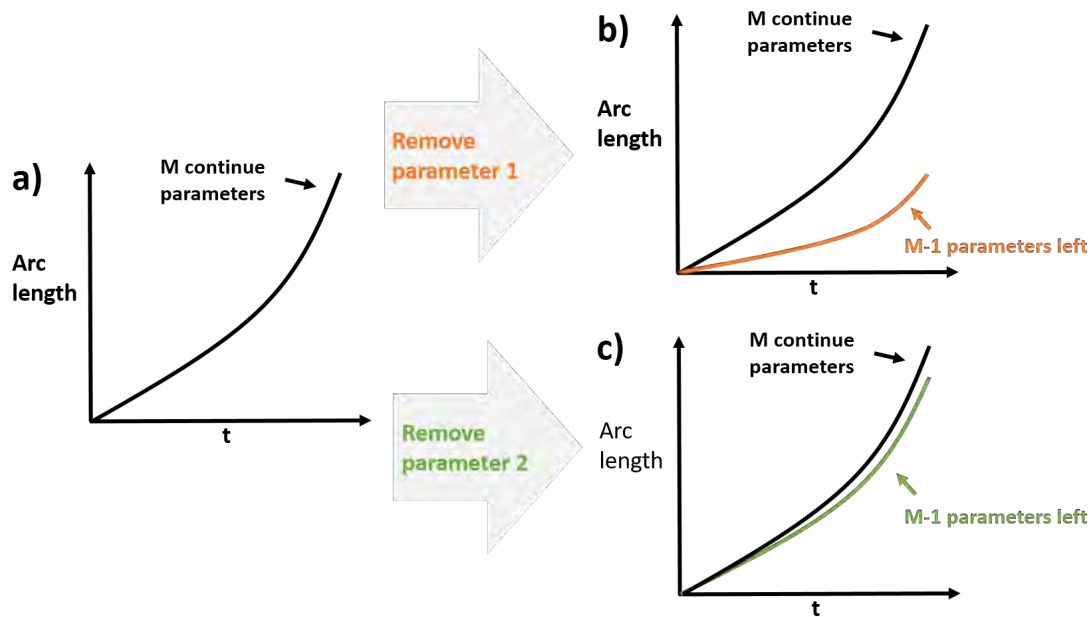 a)
M continue
parameters
Arc
length
t
Remove
parameter 1
b)
M continue
parameters
Arc
length
M-1 parameters left
t
Remove
parameter 2
c)
M continue
parameters
Arc
length
M-1 parameters left
t